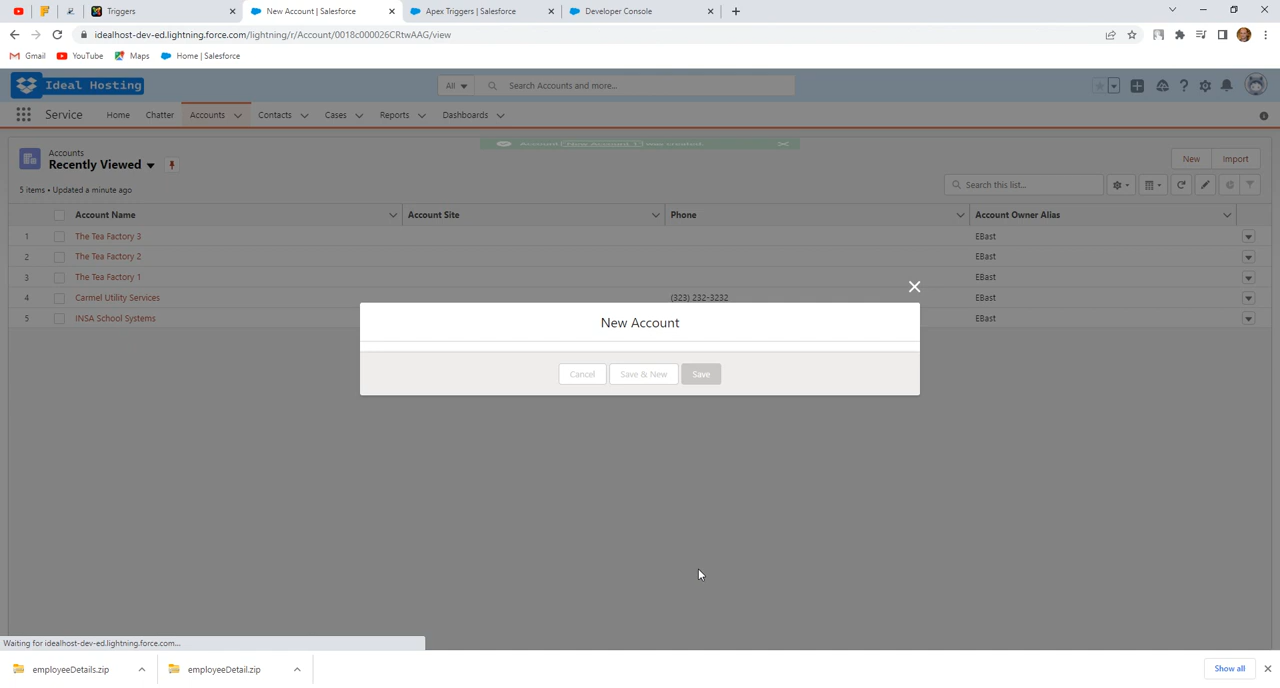 Triggers
New Account | Salesforce
Apex Triggers | Salesforce
Developer Console
idealhost-dev-ed.lightning.force.com/lightning/r/Account/0018c000026CRtwAAG/view
Gmail
YouTube
Maps
Home | Salesforce
Ideal Hosting
All
Search Accounts and more...
Service
Home
Chatter
Accounts
Contacts
Cases
Reports
Dashboards
Accounts
Recently Viewed
New
Import
5 items • Updated a minute ago
Search this list...
Account Name
Account Site
Phone
Account Owner Alias
1 The Tea Factory 3 EBast
2 The Tea Factory 2 EBast
3 The Tea Factory 1 EBast
4 Carmel Utility Services (323) 232-3232 EBast
5 INSA School Systems EBast
New Account
Cancel
Save & New
Save
Waiting for idealhost-dev-ed.lightning.force.com...
employeeDetails.zip
employeeDetail.zip
Show all